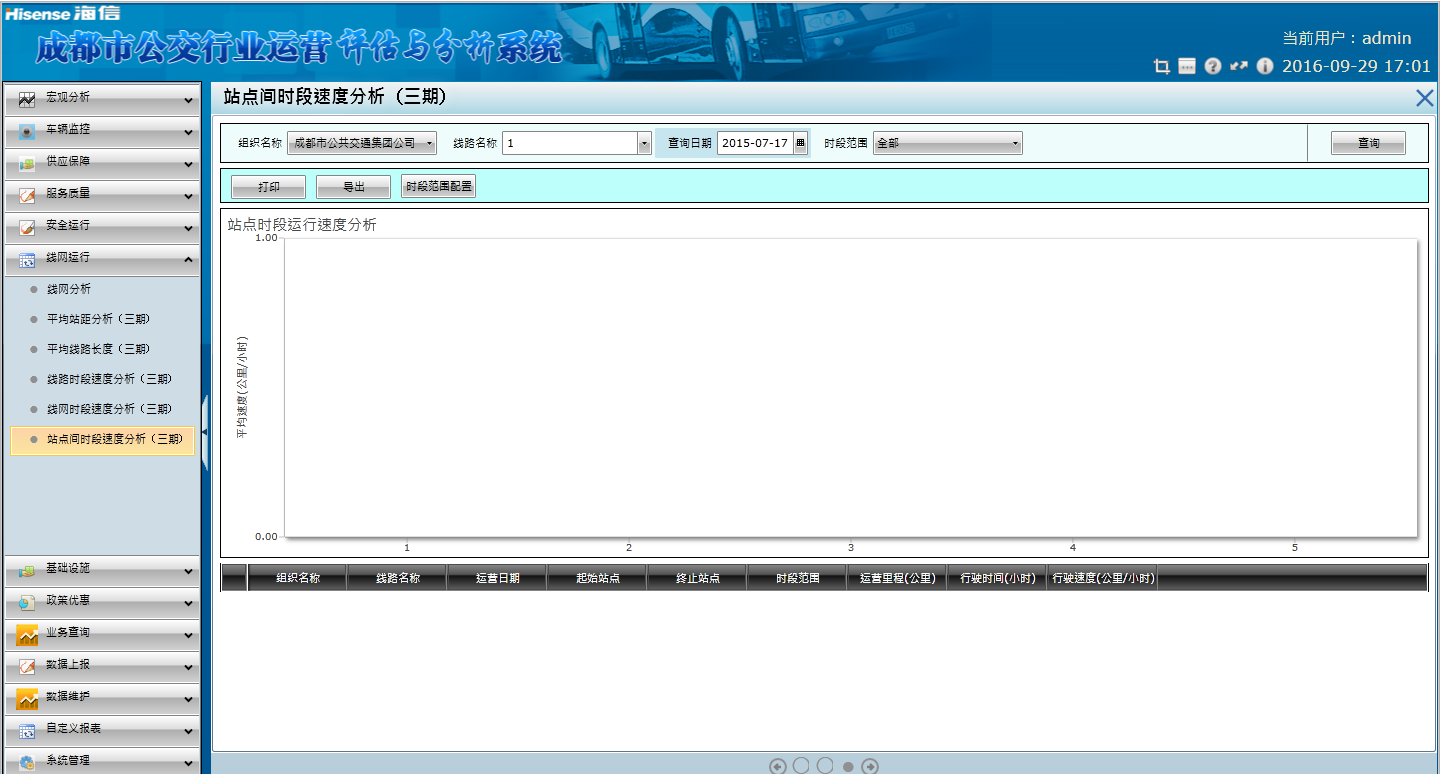 Hisense 海信
成都市公交行业运营评估与分析系统
当前用户：admin
2016-09-29 17:01
宏观分析
车辆监控
供应保障
服务质量
安全运行
线网运行
线网分析
平均站距分析（三期）
平均线路长度（三期）
线路时段速度分析（三期）
线网时段速度分析（三期）
站点间时段速度分析（三期）
基础设施
政策优惠
业务查询
数据上报
数据维护
自定义报表
系统管理
站点间时段速度分析（三期）
组织名称 成都市公共交通集团公司 线路名称 1 查询日期 2015-07-17 时段范围 全部 查询
打印 导出 时段范围配置
站点时段运行速度分析
1.00
平均速度(公里/小时)
0.00
1 2 3 4 5
组织名称 线路名称 运营日期 起始站点 终止站点 时段范围 运营里程(公里) 行驶时间(小时) 行驶速度(公里/小时)